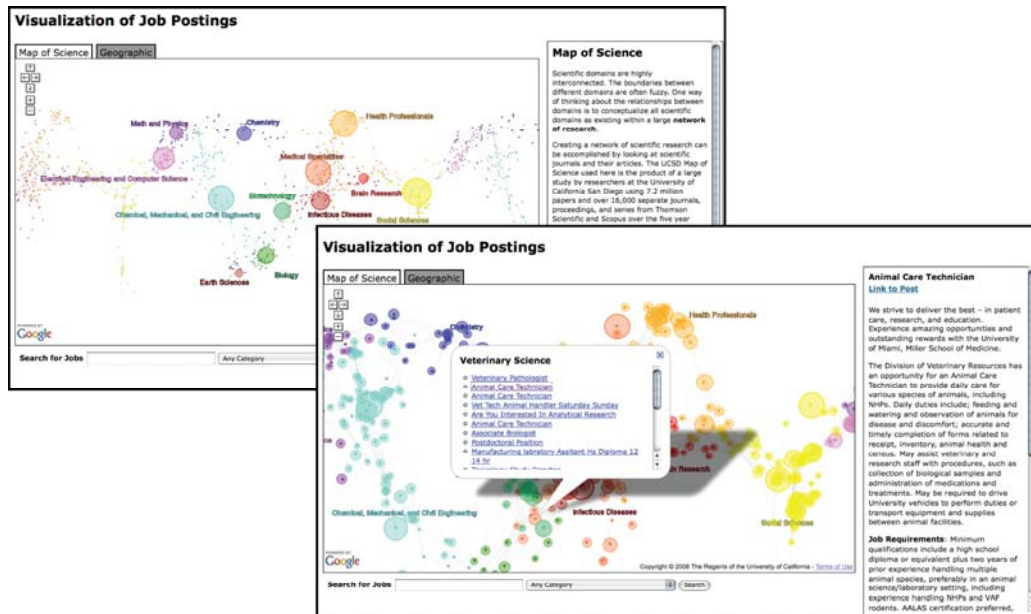 Visualization of Job Postings
Map of Science
Geographic
Math and Physics
Chemistry
Health Professionals
Medical Specialties
Electrical Engineering and Computer Science
Brain Research
Biotechnology
Chemical, Mechanical, and Civil Engineering
Infectious Diseases
Social Sciences
Biology
Earth Sciences
POWERED BY
Google
Search for Jobs
Any Category
Map of Science
Scientific domains are highly
interconnected. The boundaries between
different domains are often fuzzy. One way
of thinking about the relationships between
domains is to conceptualize all scientific
domains as existing within a large network
of research.
Creating a network of scientific research can
be accomplished by looking at scientific
journals and their articles. The UCSD Map of
Science used here is the product of a large
study by researchers at the University of
California San Diego using 7.2 million
papers and over 16,000 separate journals,
proceedings, and series from Thomson
Scientific and Scopus over the five year
Visualization of Job Postings
Map of Science
Geographic
Chemistry
Health Professionals
Veterinary Science
Veterinary Pathologist
Animal Care Technician
Animal Care Technician
Vet Tech Animal Handler Saturday Sunday
Are You Interested In Analytical Research
Animal Care Technician
Associate Biologist
Postdoctoral Position
Manufacturing labratory Assitant Hs Diploma 12
14 hr
Research
Chemical, Mechanical, and Civil Engineering
Infectious Diseases
Social Sciences
POWERED BY
Google
Copyright © 2008 The Regents of the University of California - Terms of Use
Search for Jobs
Any Category
Search
Animal Care Technician
Link to Post
We strive to deliver the best – in patient
care, research, and education.
Experience amazing opportunities and
outstanding rewards with the University
of Miami, Miller School of Medicine.
The Division of Veterinary Resources has
an opportunity for an Animal Care
Technician to provide daily care for
various species of animals, including
NHPs. Daily duties include; feeding and
watering and observation of animals for
disease and discomfort; accurate and
timely completion of forms related to
receipt, inventory, animal health and
census. May assist veterinary and
research staff with procedures, such as
collection of biological samples and
administration of medications and
treatments. May be required to drive
University vehicles to perform duties or
transport equipment and supplies
between animal facilities.
Job Requirements: Minimum
qualifications include a high school
diploma or equivalent plus two years of
prior experience handling multiple
animal species, preferably in an animal
science/laboratory setting, including
experience handling NHPs and VAF
rodents. AALAS certification preferred,